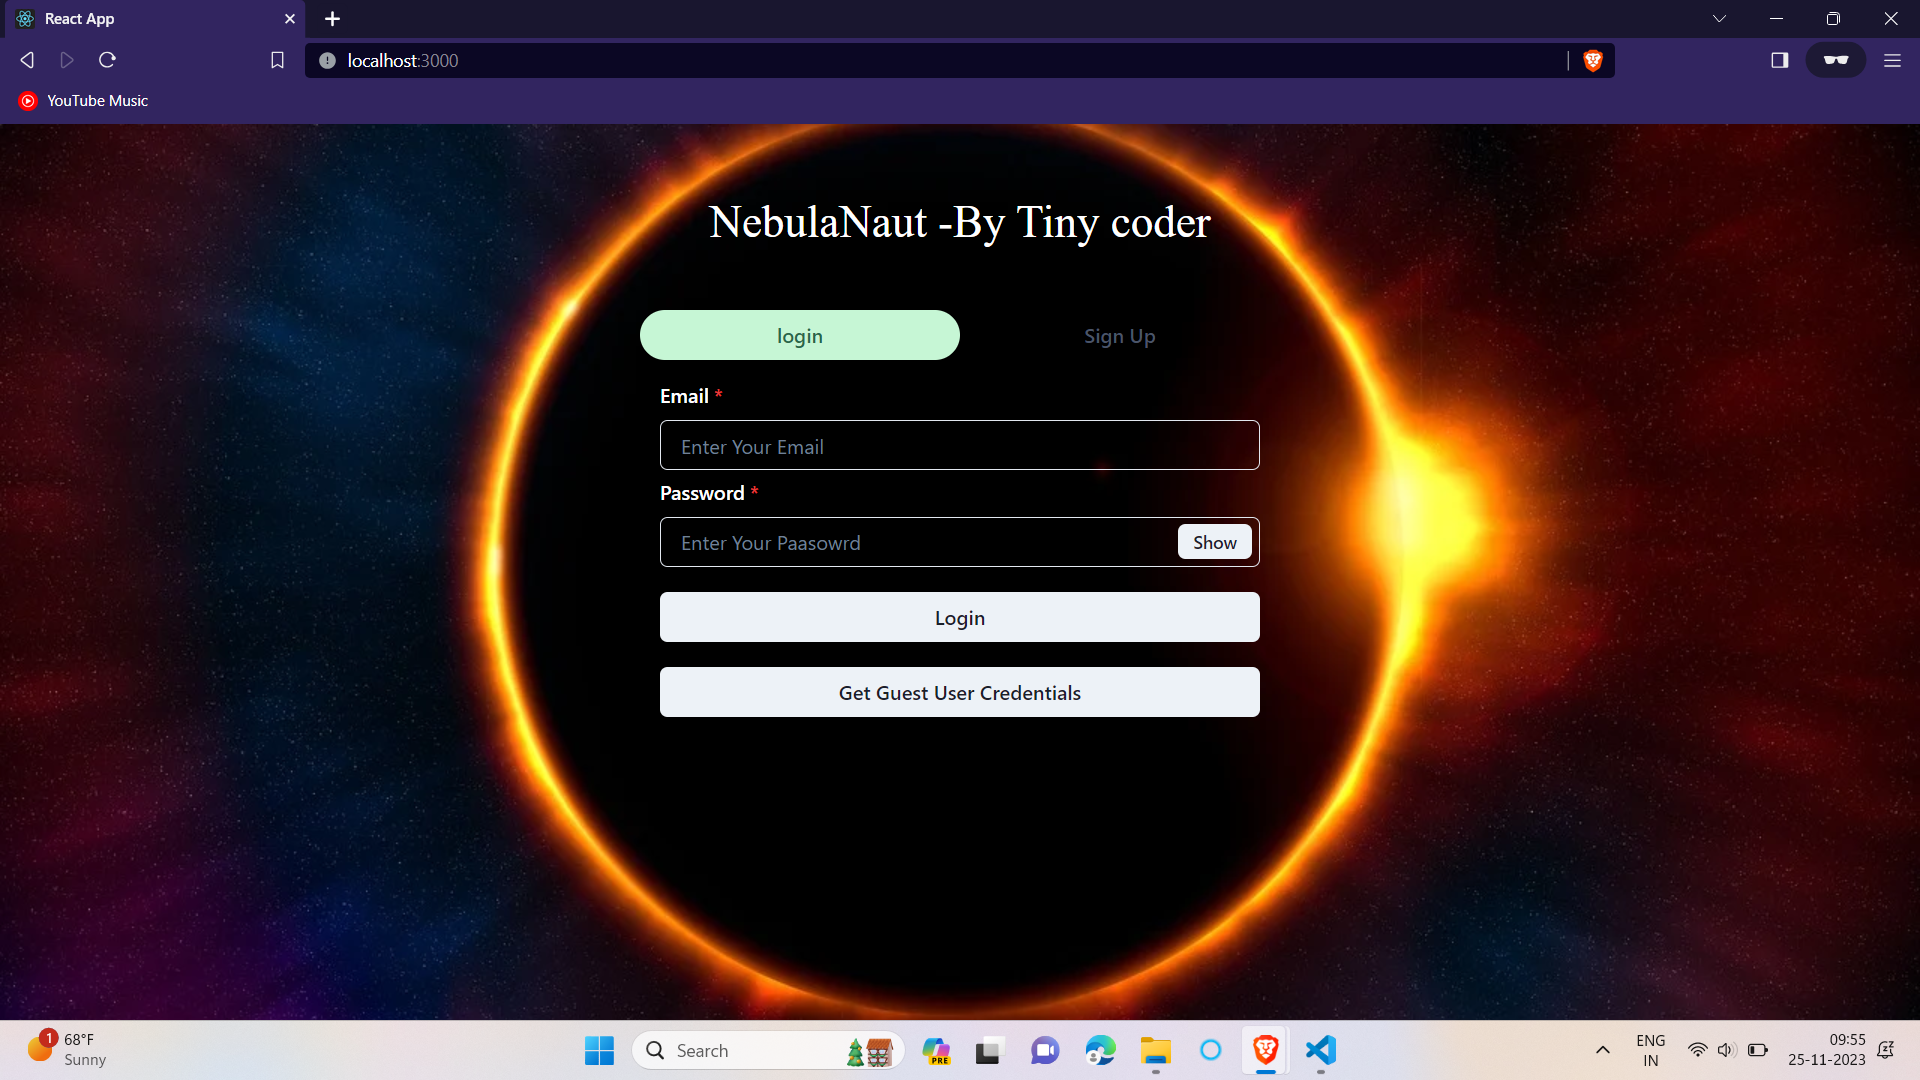 React App
localhost:3000
YouTube Music
NebulaNaut -By Tiny coder
login
Sign Up
Email *
Enter Your Email
Password *
Enter Your Paasowrd
Show
Login
Get Guest User Credentials
1
68°F
Sunny
Search
PRE
ENG
IN
09:55
25-11-2023